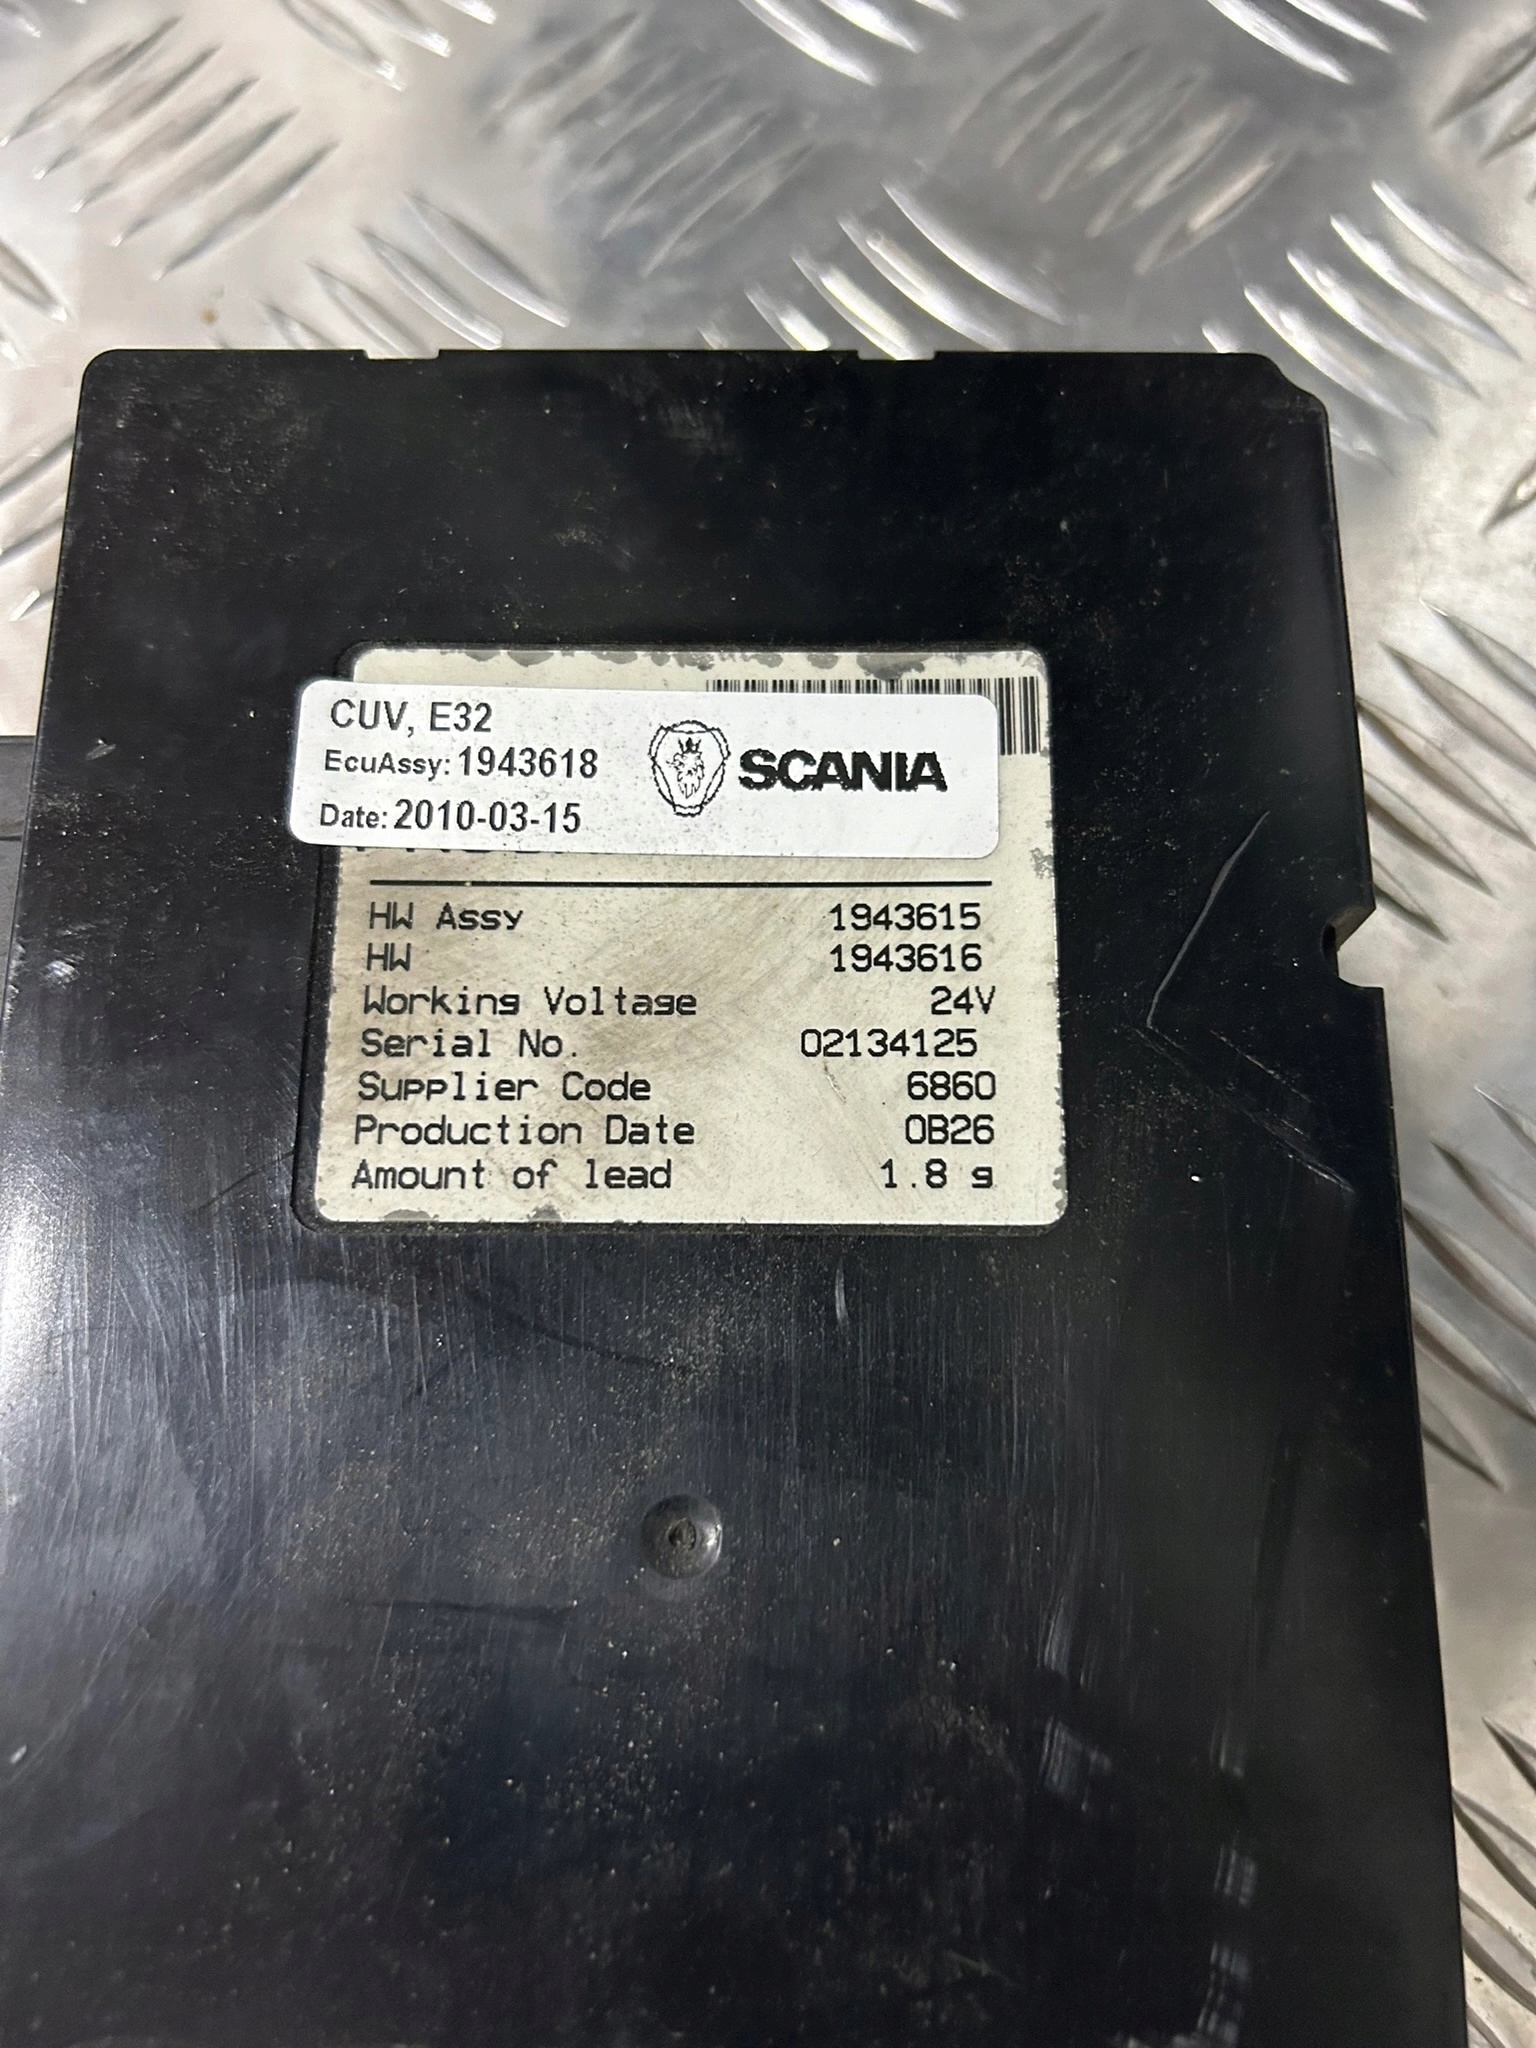 CUV, E32
EcuAssy: 1943618
Date: 2010-03-15
SCANIA
HW Assy 1943615
HW 1943616
Working Voltage 24V
Serial No. 02134125
Supplier Code 6860
Production Date 0B26
Amount of lead 1.8 g